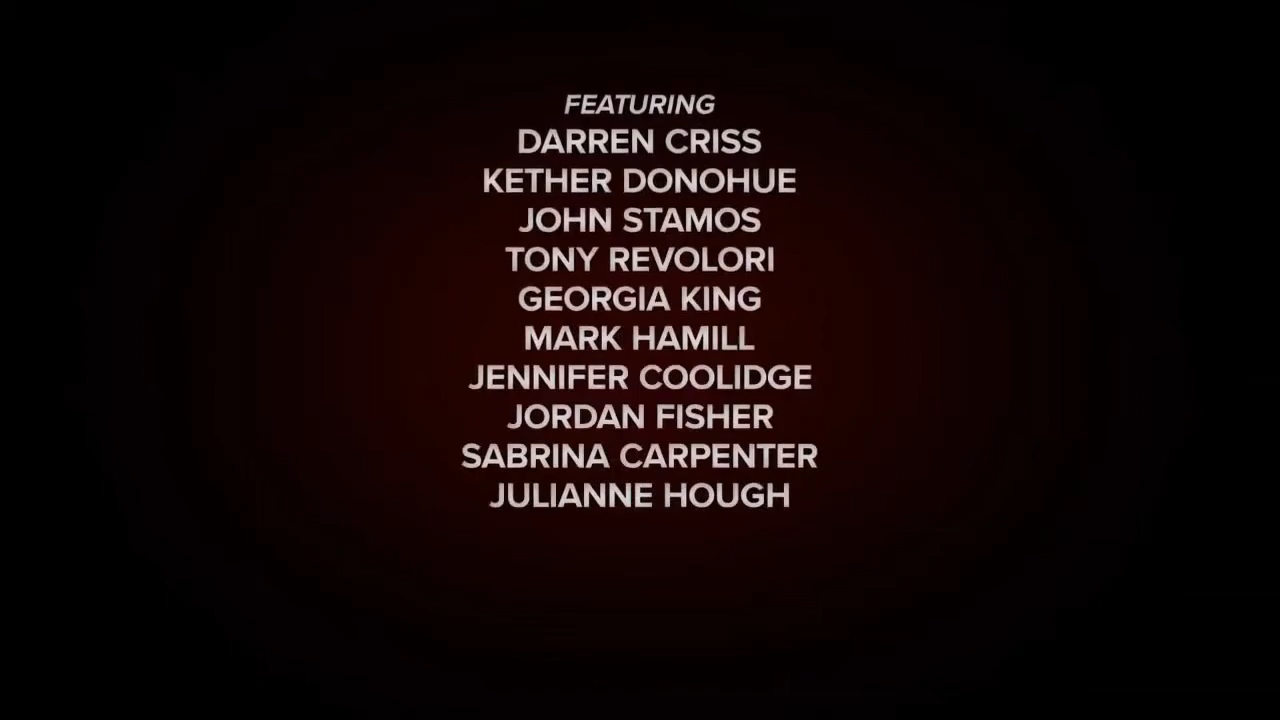 FEATURING
DARREN CRISS
KETHER DONOHUE
JOHN STAMOS
TONY REVOLORI
GEORGIA KING
MARK HAMILL
JENNIFER COOLIDGE
JORDAN FISHER
SABRINA CARPENTER
JULIANNE HOUGH